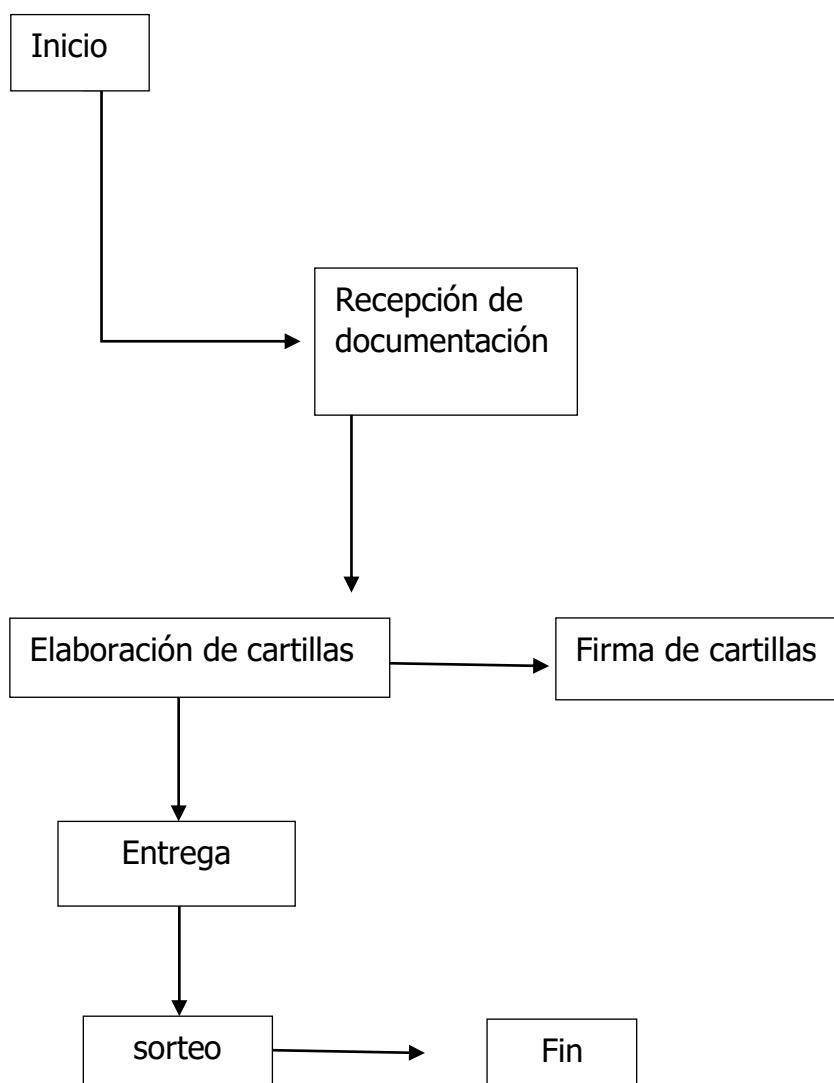 Inicio
Recepción de
documentación
Elaboración de cartillas
Firma de cartillas
Entrega
sorteo
Fin